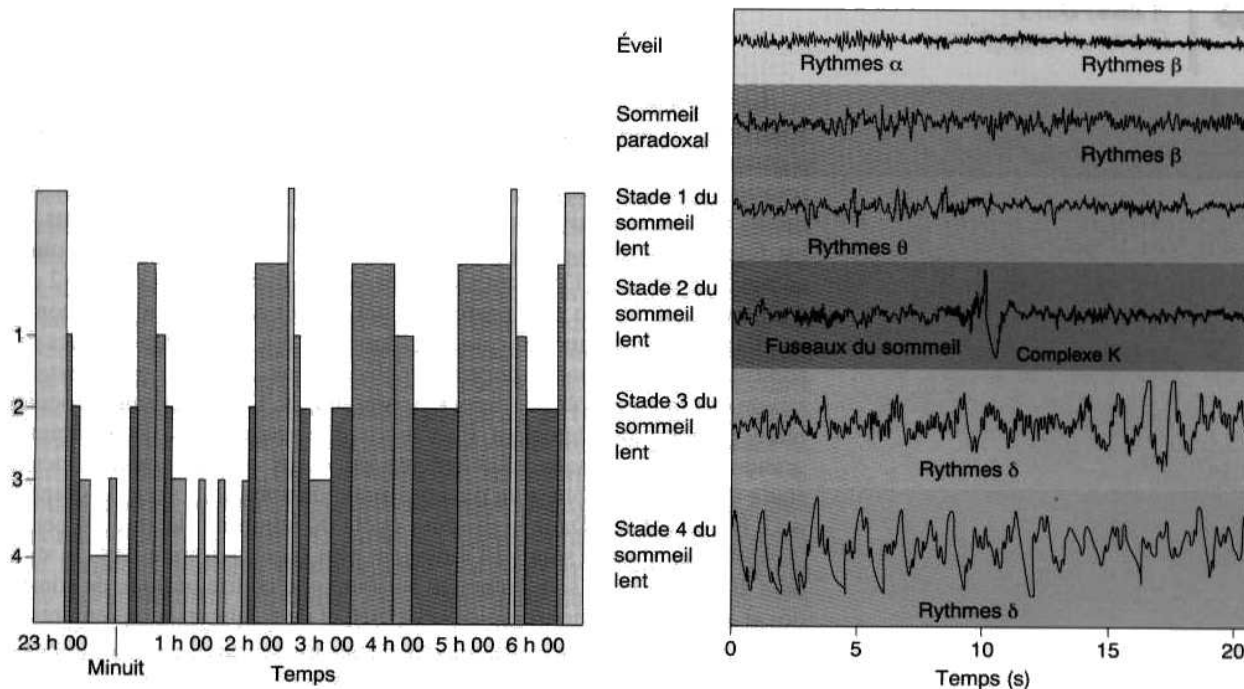 1
2
3
4
23 h 00
Minuit
1 h 00
2 h 00
3 h 00
4 h 00
5 h 00
6 h 00
Temps
Éveil
Rythmes α
Rythmes β
Sommeil
paradoxal
Rythmes β
Stade 1 du
sommeil
lent
Rythmes θ
Stade 2 du
sommeil
lent
Fuseaux du sommeil
Complexe K
Stade 3 du
sommeil
lent
Rythmes δ
Stade 4 du
sommeil
lent
Rythmes δ
0
5
10
15
20
Temps (s)